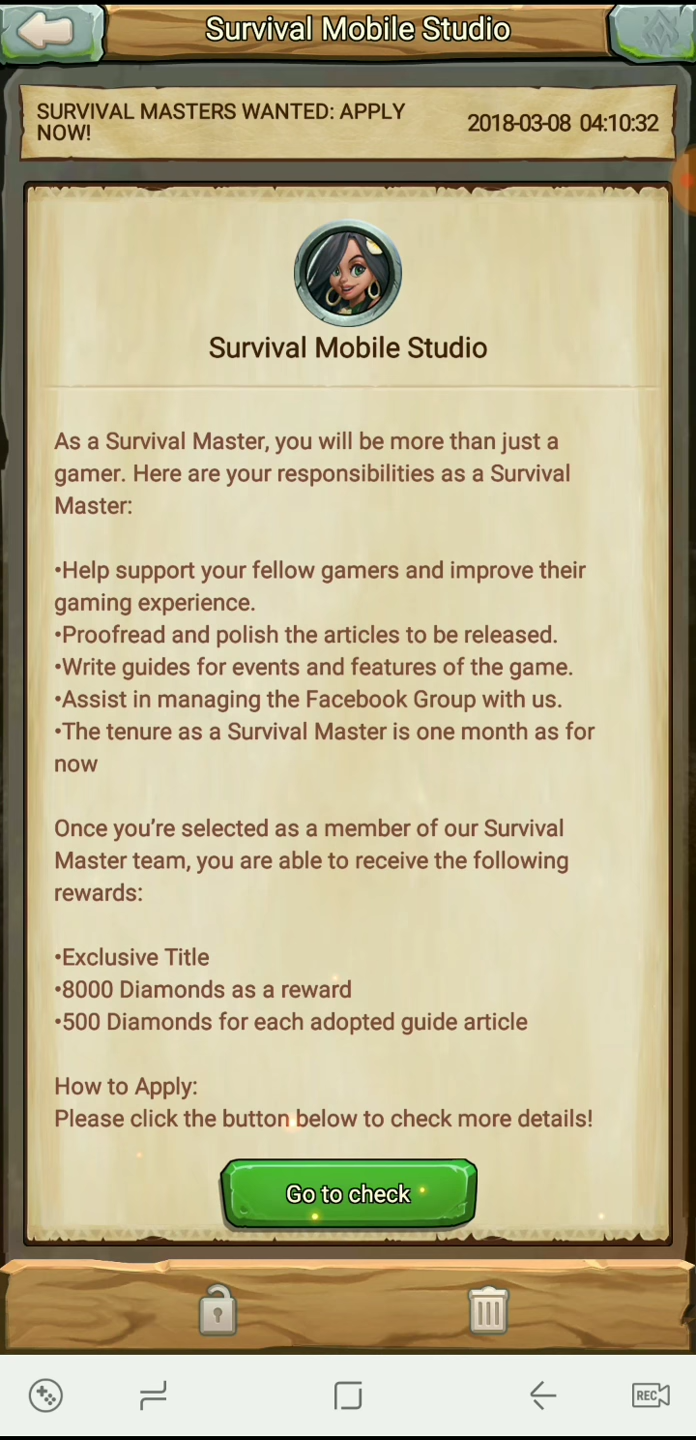 Survival Mobile Studio
SURVIVAL MASTERS WANTED: APPLY
NOW!
2018-03-08 04:10:32
Survival Mobile Studio
As a Survival Master, you will be more than just a
gamer. Here are your responsibilities as a Survival
Master:
•Help support your fellow gamers and improve their
gaming experience.
•Proofread and polish the articles to be released.
•Write guides for events and features of the game.
•Assist in managing the Facebook Group with us.
•The tenure as a Survival Master is one month as for
now
Once you’re selected as a member of our Survival
Master team, you are able to receive the following
rewards:
•Exclusive Title
•8000 Diamonds as a reward
•500 Diamonds for each adopted guide article
How to Apply:
Please click the button below to check more details!
Go to check
REC